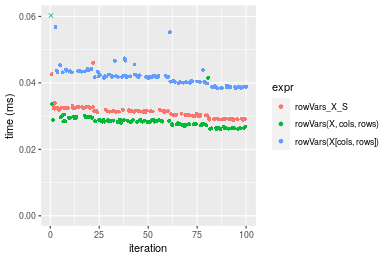 0.06
0.04
0.02
0.00
time (ms)
0
25
50
75
100
iteration
expr
rowVars_X_S
rowVars(X, cols, rows)
rowVars(X[cols, rows])